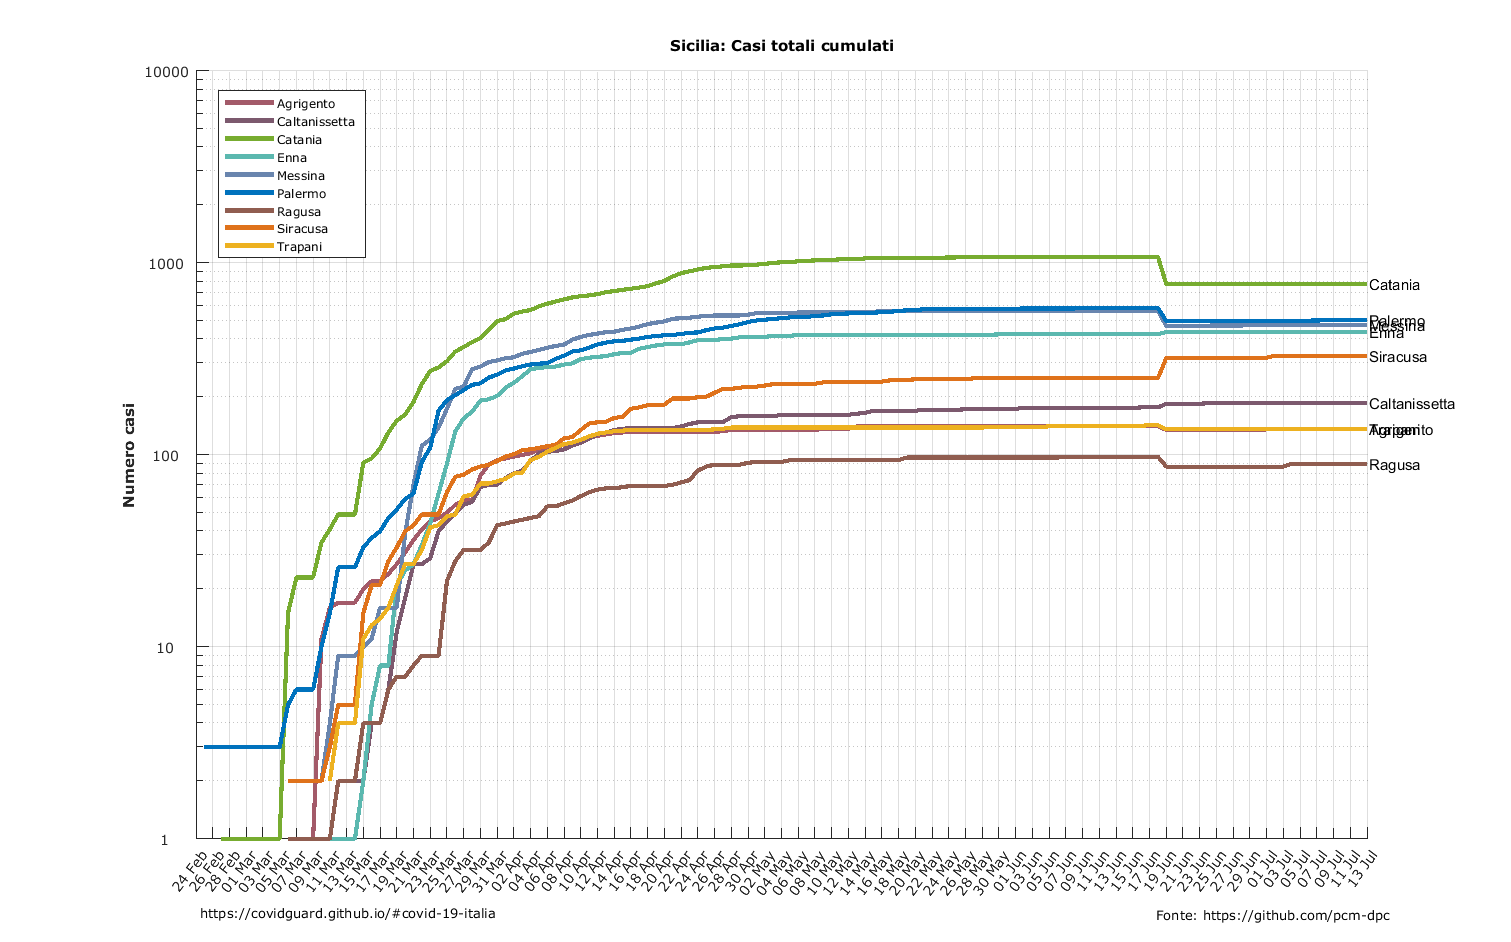 Sicilia: Casi totali cumulati
Numero casi
10000
1000
100
10
1
Agrigento
Caltanissetta
Catania
Enna
Messina
Palermo
Ragusa
Siracusa
Trapani
Catania
Palermo
Messina
Enna
Siracusa
Caltanissetta
Trapani
Agrigento
Ragusa
24 Feb
26 Feb
28 Feb
01 Mar
03 Mar
05 Mar
07 Mar
09 Mar
11 Mar
13 Mar
15 Mar
17 Mar
19 Mar
21 Mar
23 Mar
25 Mar
27 Mar
29 Mar
31 Mar
02 Apr
04 Apr
06 Apr
08 Apr
10 Apr
12 Apr
14 Apr
16 Apr
18 Apr
20 Apr
22 Apr
24 Apr
26 Apr
28 Apr
30 Apr
02 May
04 May
06 May
08 May
10 May
12 May
14 May
16 May
18 May
20 May
22 May
24 May
26 May
28 May
30 May
01 Jun
03 Jun
05 Jun
07 Jun
09 Jun
11 Jun
13 Jun
15 Jun
17 Jun
19 Jun
21 Jun
23 Jun
25 Jun
27 Jun
29 Jun
01 Jul
03 Jul
05 Jul
07 Jul
09 Jul
11 Jul
13 Jul
https://covidguard.github.io/#covid-19-italia
Fonte: https://github.com/pcm-dpc